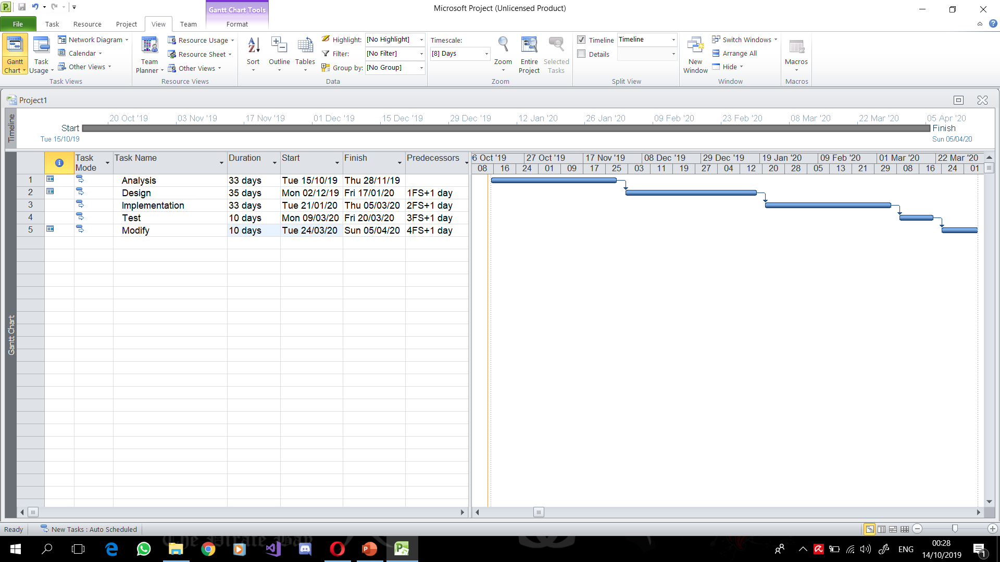 Gantt Chart Tools
Microsoft Project (Unlicensed Product)
File Task Resource Project View Team Format
Gantt Chart
Task Usage
Network Diagram
Calendar
Other Views
Task Views
Team Planner
Resource Usage
Resource Sheet
Other Views
Resource Views
Sort
Outline
Tables
Highlight: [No Highlight]
Filter: [No Filter]
Group by: [No Group]
Data
Timescale:
[8] Days
Zoom
Entire Project
Selected Tasks
Zoom
Timeline Timeline
Details
Split View
New Window
Switch Windows
Arrange All
Hide
Window
Macros
Macros
Project1
Timeline
20 Oct '19 03 Nov '19 17 Nov '19 01 Dec '19 15 Dec '19 29 Dec '19 12 Jan '20 26 Jan '20 09 Feb '20 23 Feb '20 08 Mar '20 22 Mar '20 05 Apr '20
Start
Tue 15/10/19
Finish
Sun 05/04/20
Gantt Chart
Task Mode Task Name Duration Start Finish Predecessors
6 Oct '19 27 Oct '19 17 Nov '19 08 Dec '19 29 Dec '19 19 Jan '20 09 Feb '20 01 Mar '20 22 Mar '20
08 16 24 01 09 17 25 03 11 19 27 04 12 20 28 05 13 21 29 08 16 24 01
1 Analysis 33 days Tue 15/10/19 Thu 28/11/19
2 Design 35 days Mon 02/12/19 Fri 17/01/20 1FS+1 day
3 Implementation 33 days Tue 21/01/20 Thu 05/03/20 2FS+1 day
4 Test 10 days Mon 09/03/20 Fri 20/03/20 3FS+1 day
5 Modify 10 days Tue 24/03/20 Sun 05/04/20 4FS+1 day
Ready New Tasks : Auto Scheduled
The Pirate Bay
ENG
00:28
14/10/2019
1